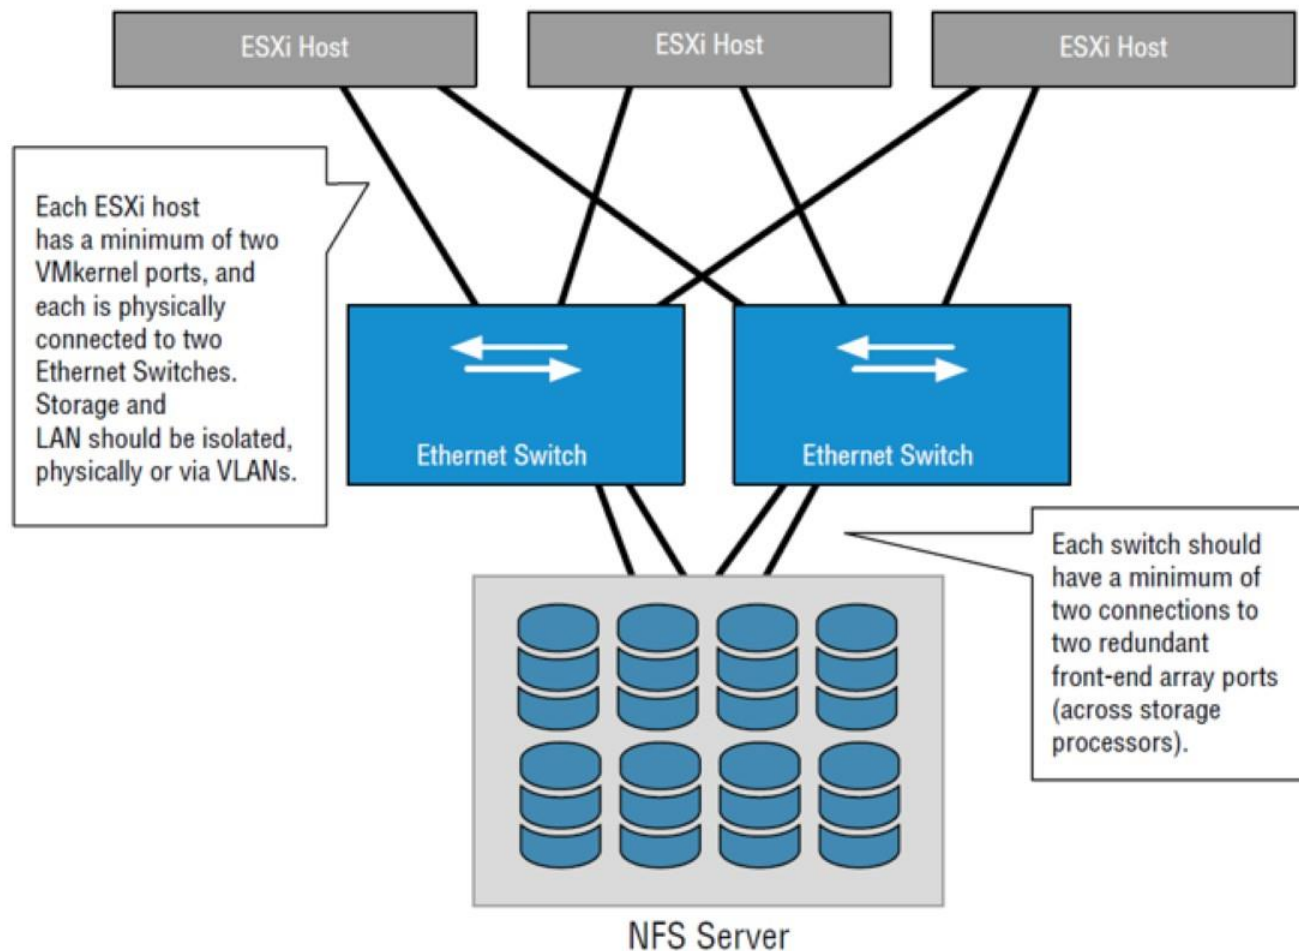 ESXi Host
ESXi Host
ESXi Host
Each ESXi host
has a minimum of two
VMkernel ports, and
each is physically
connected to two
Ethernet Switches.
Storage and
LAN should be isolated,
physically or via VLANs.
Ethernet Switch
Ethernet Switch
Each switch should
have a minimum of
two connections to
two redundant
front-end array ports
(across storage
processors).
NFS Server